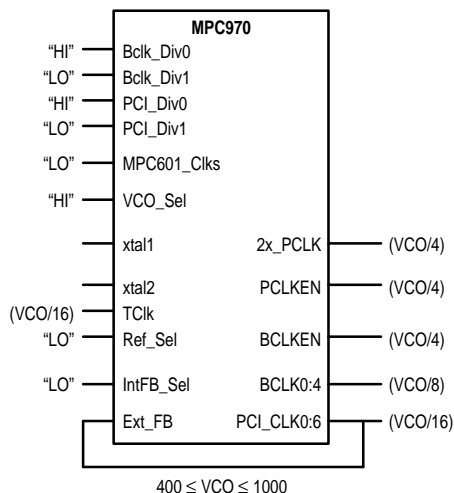 MPC970
“HI” Bclk_Div0
“LO” Bclk_Div1
“HI” PCI_Div0
“LO” PCI_Div1
“LO” MPC601_Clks
“HI” VCO_Sel
xtal1 2x_PCLK (VCO/4)
xtal2 PCLKEN (VCO/4)
(VCO/16) TClk
“LO” Ref_Sel BCLKEN (VCO/4)
“LO” IntFB_Sel BCLK0:4 (VCO/8)
Ext_FB PCI_CLK0:6 (VCO/16)
400 ≤ VCO ≤ 1000